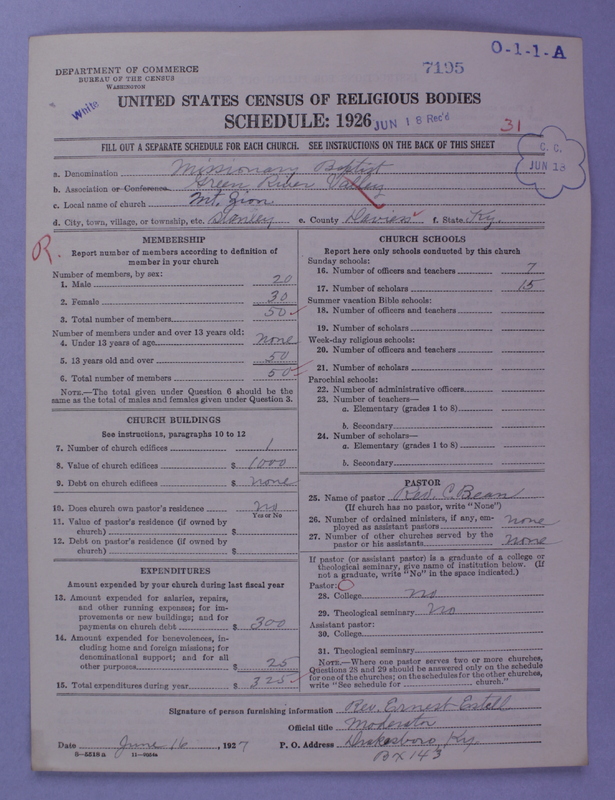 O-1-1-A
DEPARTMENT OF COMMERCE
BUREAU OF THE CENSUS
WASHINGTON
7195
White
UNITED STATES CENSUS OF RELIGIOUS BODIES
SCHEDULE: 1926
JUN 18 Rec'd
31
FILL OUT A SEPARATE SCHEDULE FOR EACH CHURCH. SEE INSTRUCTIONS ON THE BACK OF THIS SHEET
C. C.
JUN 13
a. Denomination Missionary Baptist
b. Association or Conference Green River Valley
c. Local name of church Mt. Zion
d. City, town, village, or township, etc. Stanley e. County Daviess f. State Ky.
R.
MEMBERSHIP
Report number of members according to definition of
member in your church
Number of members, by sex:
1. Male 20
2. Female 30
3. Total number of members 50
Number of members under and over 13 years old:
4. Under 13 years of age none
5. 13 years old and over 50
6. Total number of members 50
NOTE.—The total given under Question 6 should be the
same as the total of males and females given under Question 3.
CHURCH BUILDINGS
See instructions, paragraphs 10 to 12
7. Number of church edifices 1
8. Value of church edifices $ 1000
9. Debt on church edifices $ none
10. Does church own pastor's residence no
Yes or No
11. Value of pastor's residence (if owned by
church) $
12. Debt on pastor's residence (if owned by
church) $
EXPENDITURES
Amount expended by your church during last fiscal year
13. Amount expended for salaries, repairs,
and other running expenses; for im-
provements or new buildings; and for
payments on church debt $ 300
14. Amount expended for benevolences, in-
cluding home and foreign missions; for
denominational support; and for all
other purposes $ 25
15. Total expenditures during year $ 325
CHURCH SCHOOLS
Report here only schools conducted by this church
Sunday schools:
16. Number of officers and teachers 7
17. Number of scholars 15
Summer vacation Bible schools:
18. Number of officers and teachers
19. Number of scholars
Week-day religious schools:
20. Number of officers and teachers
21. Number of scholars
Parochial schools:
22. Number of administrative officers
23. Number of teachers—
a. Elementary (grades 1 to 8)
b. Secondary
24. Number of scholars—
a. Elementary (grades 1 to 8)
b. Secondary
PASTOR
25. Name of pastor Rev. C. Bean
(If church has no pastor, write "None")
26. Number of ordained ministers, if any, em-
ployed as assistant pastors none
27. Number of other churches served by the
pastor or his assistants none
If pastor (or assistant pastor) is a graduate of a college or
theological seminary, give name of institution below. (If
not a graduate, write "No" in the space indicated.)
Pastor:
28. College no
29. Theological seminary no
Assistant pastor:
30. College
31. Theological seminary
NOTE.—Where one pastor serves two or more churches,
Questions 28 and 29 should be answered only on the schedule
for one of the churches; on the schedules for the other churches,
write "See schedule for church."
Signature of person furnishing information Rev. Ernest Estell
Official title Moderator
Date June 16, 1927 P. O. Address Drakesboro, Ky
Bx 143
8—5518 a